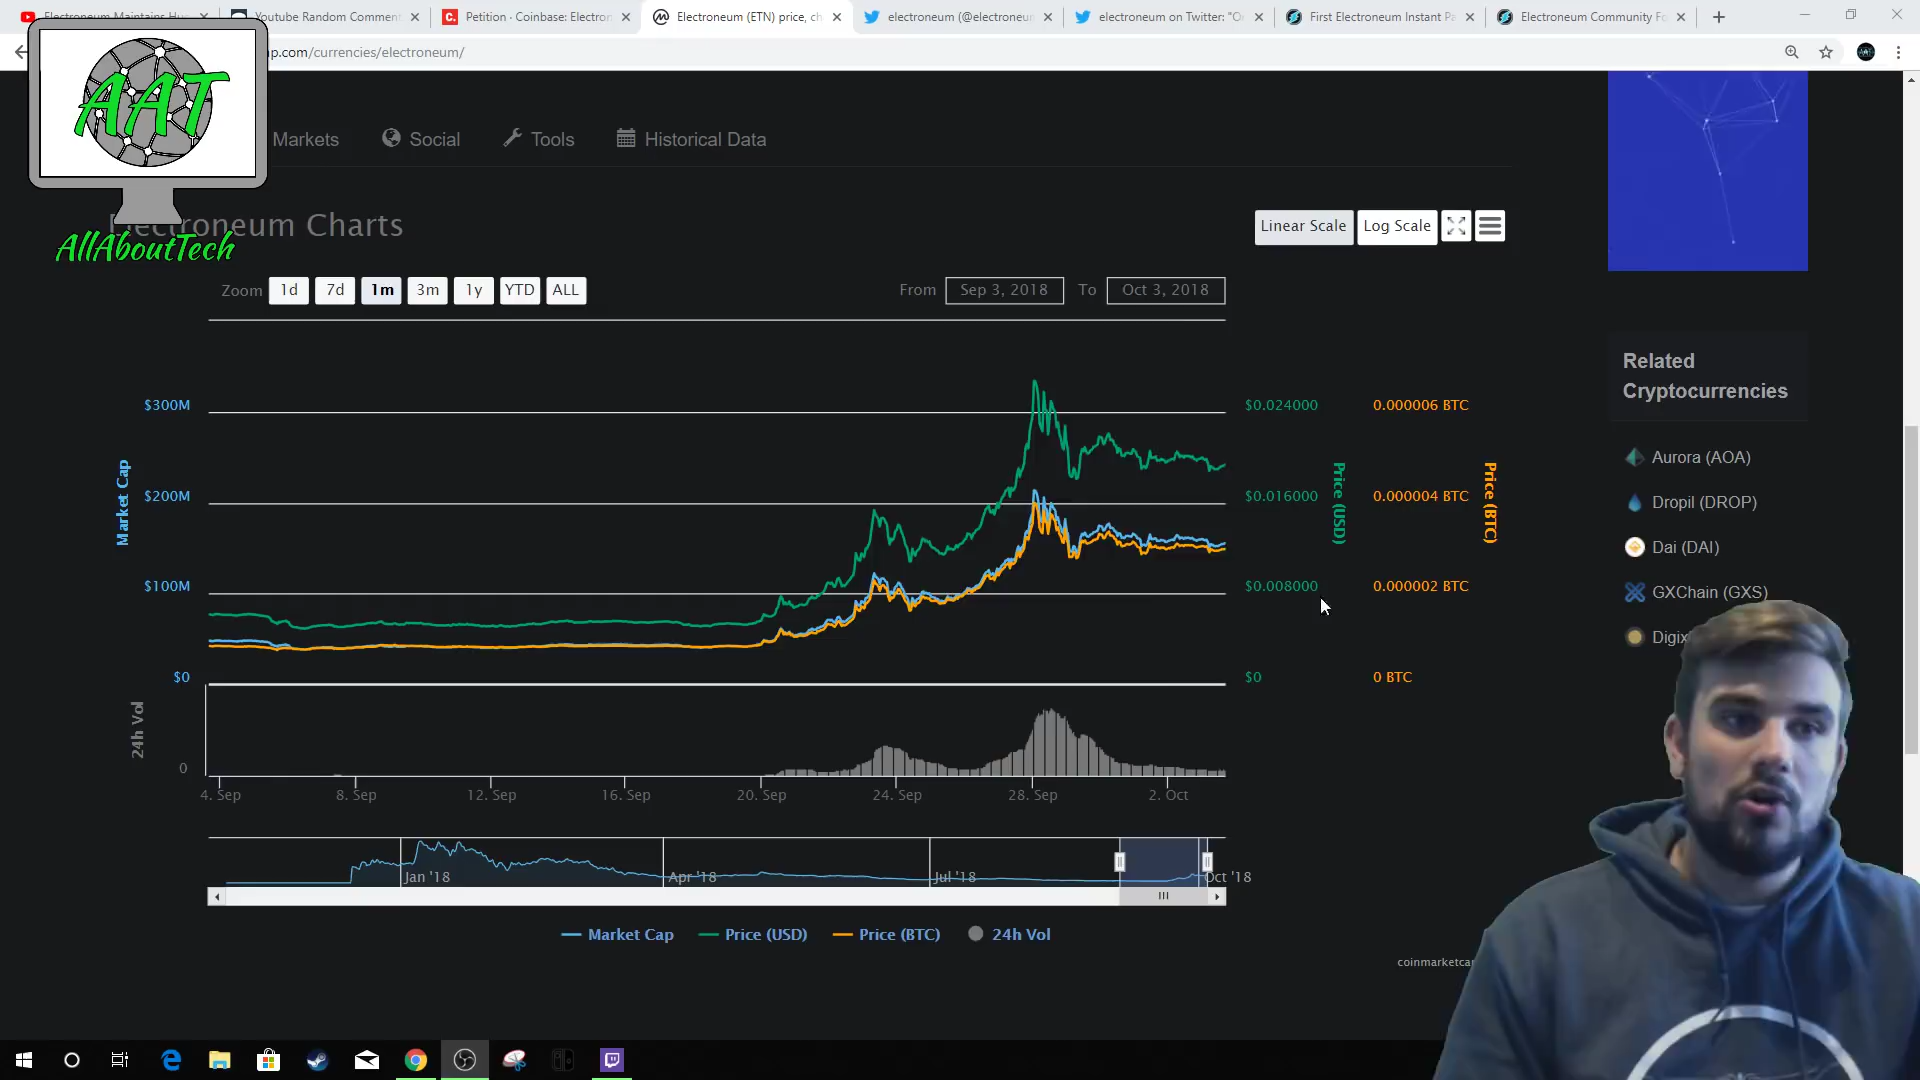 Electroneum Maintains Hu
Youtube Random Comment
Petition · Coinbase: Electron
Electroneum (ETN) price, ch
electroneum (@electroneu
electroneum on Twitter: "O
First Electroneum Instant Pa
Electroneum Community Fo
p.com/currencies/electroneum/
AAT
AllAboutTech
Markets
Social
Tools
Historical Data
Electroneum Charts
Linear Scale
Log Scale
Zoom
1d
7d
1m
3m
1y
YTD
ALL
From
Sep 3, 2018
To
Oct 3, 2018
$300M
$200M
$100M
$0
Market Cap
24h Vol
0
$0.024000
$0.016000
$0.008000
$0
Price (USD)
0.000006 BTC
0.000004 BTC
0.000002 BTC
0 BTC
Price (BTC)
4. Sep
8. Sep
12. Sep
16. Sep
20. Sep
24. Sep
28. Sep
2. Oct
Jan '18
Apr '18
Jul '18
Oct '18
Market Cap
Price (USD)
Price (BTC)
24h Vol
coinmarketca
Related
Cryptocurrencies
Aurora (AOA)
Dropil (DROP)
Dai (DAI)
GXChain (GXS)
Digix